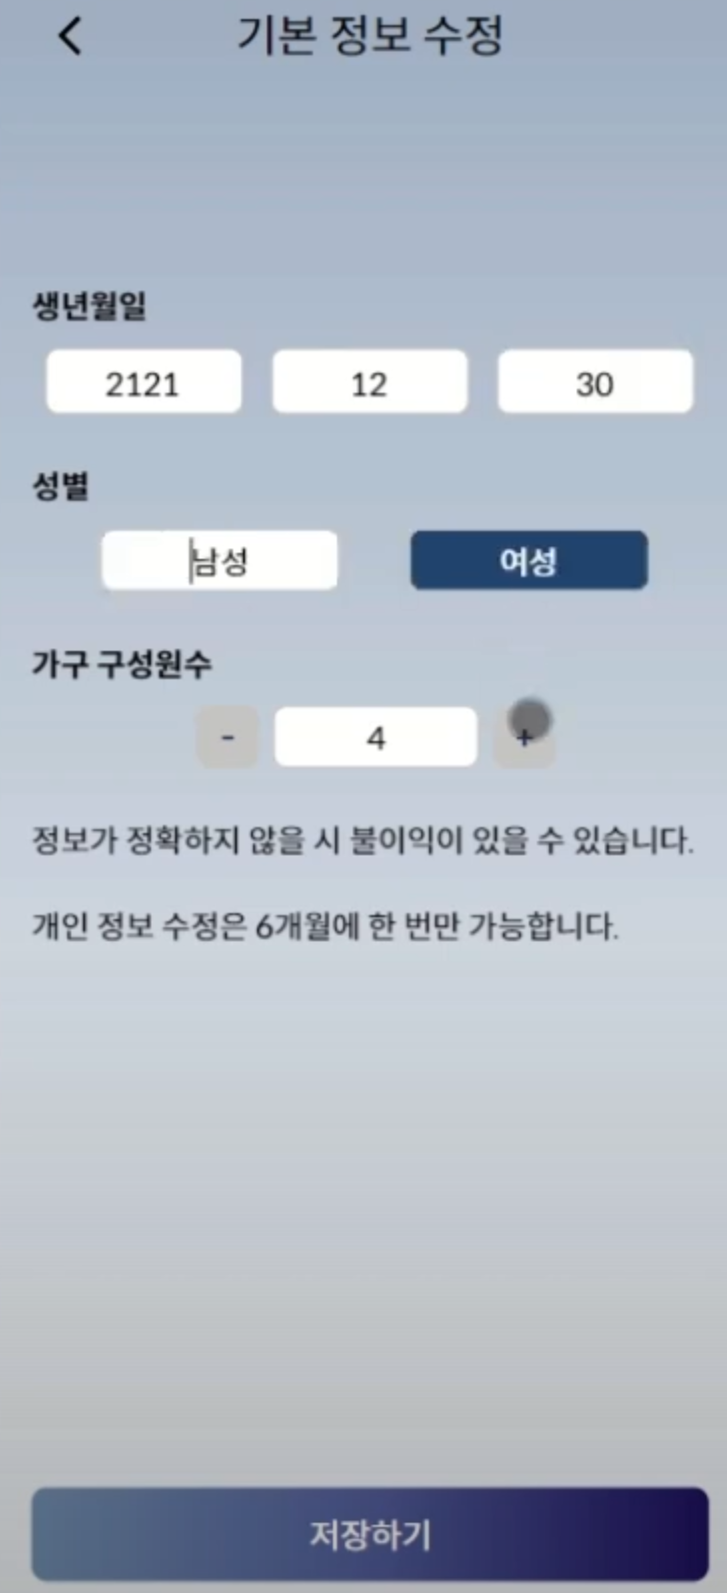 기본 정보 수정
생년월일
2121 12 30
성별
남성 여성
가구 구성원수
- 4 +
정보가 정확하지 않을 시 불이익이 있을 수 있습니다.
개인 정보 수정은 6개월에 한 번만 가능합니다.
저장하기